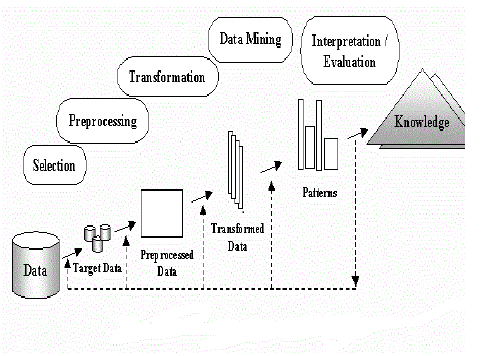 Data Mining
Interpretation /
Evaluation
Transformation
Preprocessing
Selection
Knowledge
Patterns
Transformed
Data
Preprocessed
Data
Target Data
Data